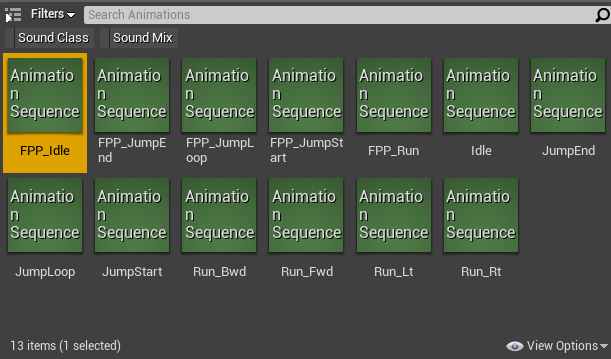 Filters
Search Animations
Sound Class
Sound Mix
Animatio
n
Sequence
Animatio
n
Sequence
Animatio
n
Sequence
Animatio
n
Sequence
Animatio
n
Sequence
Animatio
n
Sequence
Animatio
n
Sequence
FPP_Idle
FPP_JumpE
nd
FPP_JumpL
oop
FPP_JumpSt
art
FPP_Run
Idle
JumpEnd
Animatio
n
Sequence
Animatio
n
Sequence
Animatio
n
Sequence
Animatio
n
Sequence
Animatio
n
Sequence
Animatio
n
Sequence
JumpLoop
JumpStart
Run_Bwd
Run_Fwd
Run_Lt
Run_Rt
13 items (1 selected)
View Options